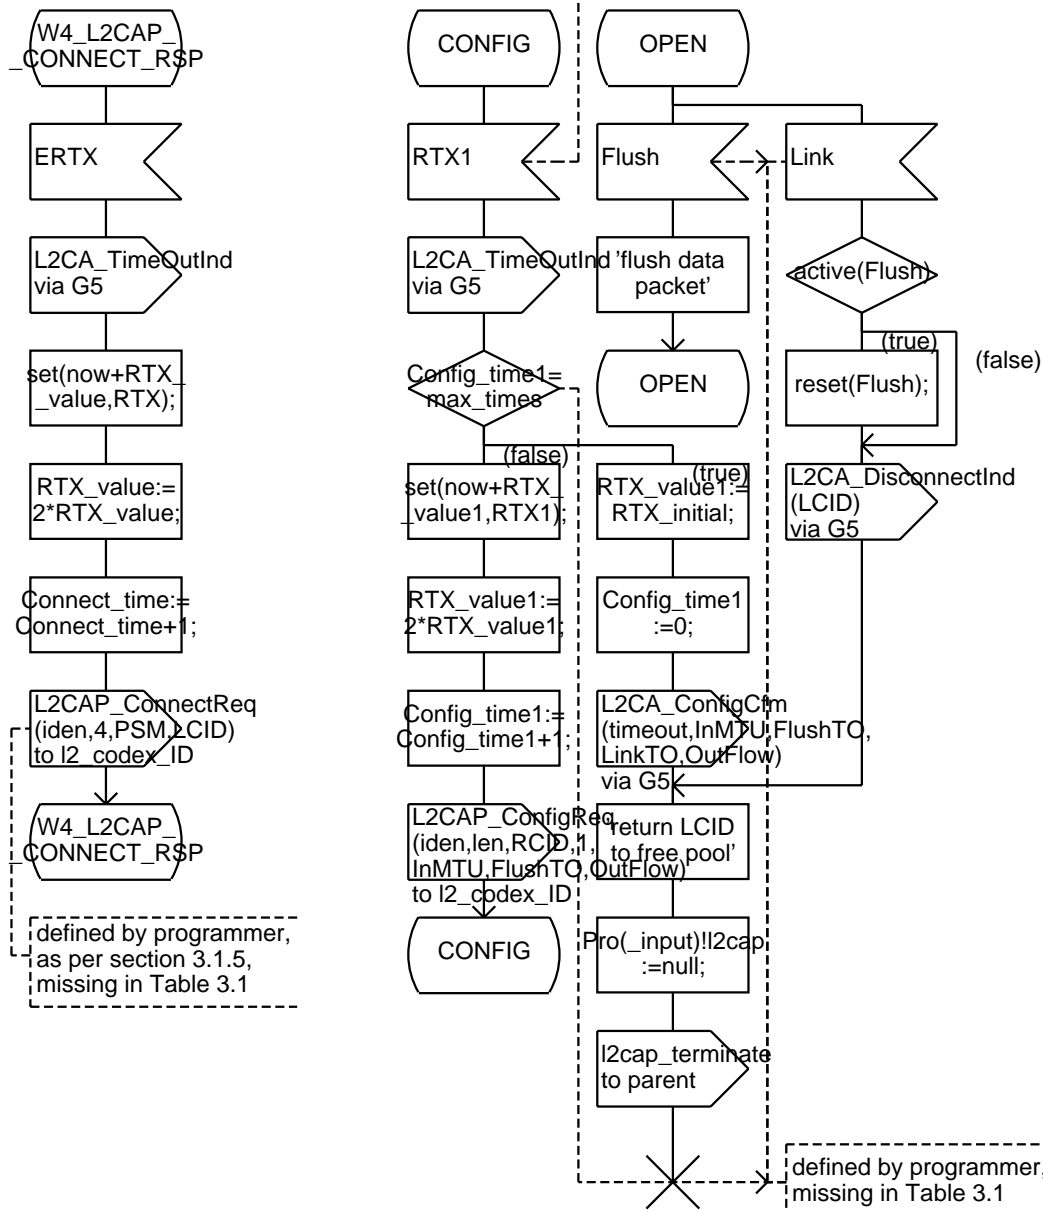 W4_L2CAP_
_CONNECT_RSP
ERTX
L2CA_TimeOutInd
via G5
set(now+RTX_
_value,RTX);
RTX_value:=
2*RTX_value;
Connect_time:=
Connect_time+1;
L2CAP_ConnectReq
(iden,4,PSM,LCID)
to l2_codex_ID
W4_L2CAP_
_CONNECT_RSP
defined by programmer,
as per section 3.1.5,
missing in Table 3.1
CONFIG
RTX1
L2CA_TimeOutInd
via G5
Config_time1=
max_times
(false)
set(now+RTX_
_value1,RTX1);
RTX_value1:=
2*RTX_value1;
Config_time1:=
Config_time1+1;
L2CAP_ConfigReq
(iden,len,RCID,1,
InMTU,FlushTO,OutFlow)
to l2_codex_ID
CONFIG
OPEN
Flush
'flush data
packet'
OPEN
(true)
RTX_value1:=
RTX_initial;
Config_time1
:=0;
L2CA_ConfigCfm
(timeout,InMTU,FlushTO,
LinkTO,OutFlow)
via G5
'return LCID
to free pool'
Pro(_input)!l2cap
:=null;
l2cap_terminate
to parent
Link
active(Flush)
(true)
(false)
reset(Flush);
L2CA_DisconnectInd
(LCID)
via G5
defined by programmer,
missing in Table 3.1